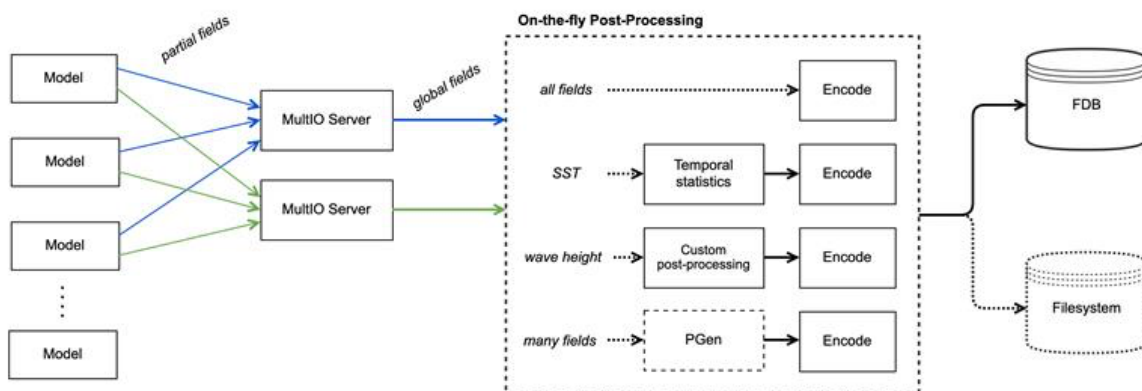 On-the-fly Post-Processing
partial fields
global fields
Model
Model
Model
Model
MultIO Server
MultIO Server
all fields
Encode
SST
Temporal
statistics
Encode
wave height
Custom
post-processing
Encode
many fields
PGen
Encode
FDB
Filesystem